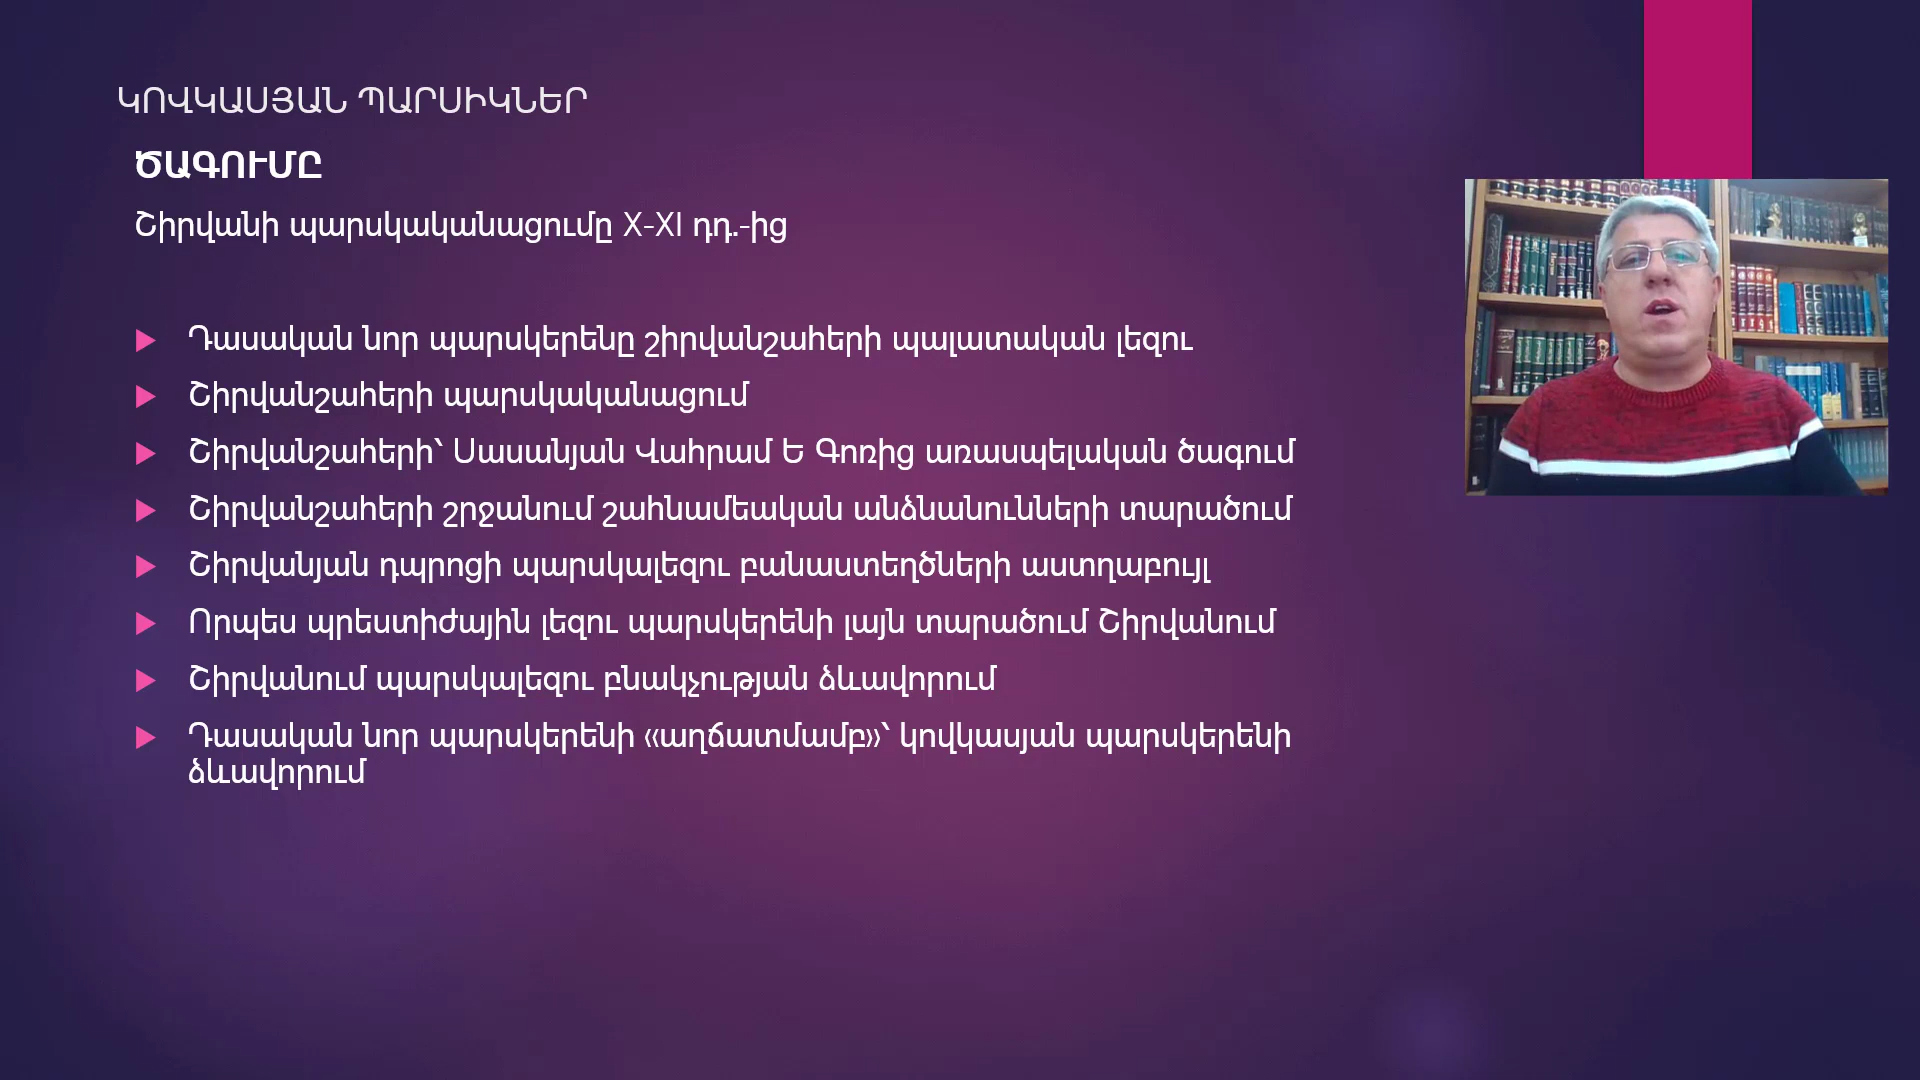 ԿՈՎԿԱՍՅԱՆ ՊԱՐՍԻԿՆԵՐ
ԾԱԳՈՒՄԸ
Շիրվանի պարսկականացումը X-XI դդ.-ից
Դասական նոր պարսկերենը շիրվանշահերի պալատական լեզու
Շիրվանշահերի պարսկականացում
Շիրվանշահերի՝ Սասանյան Վահրամ Ե Գոռից առասպելական ծագում
Շիրվանշահերի շրջանում շահնամեական անձնանունների տարածում
Շիրվանյան դպրոցի պարսկալեզու բանաստեղծների աստղաբույլ
Որպես պրեստիժային լեզու պարսկերենի լայն տարածում Շիրվանում
Շիրվանում պարսկալեզու բնակչության ձևավորում
Դասական նոր պարսկերենի «աղճատմամբ»՝ կովկասյան պարսկերենի
ձևավորում